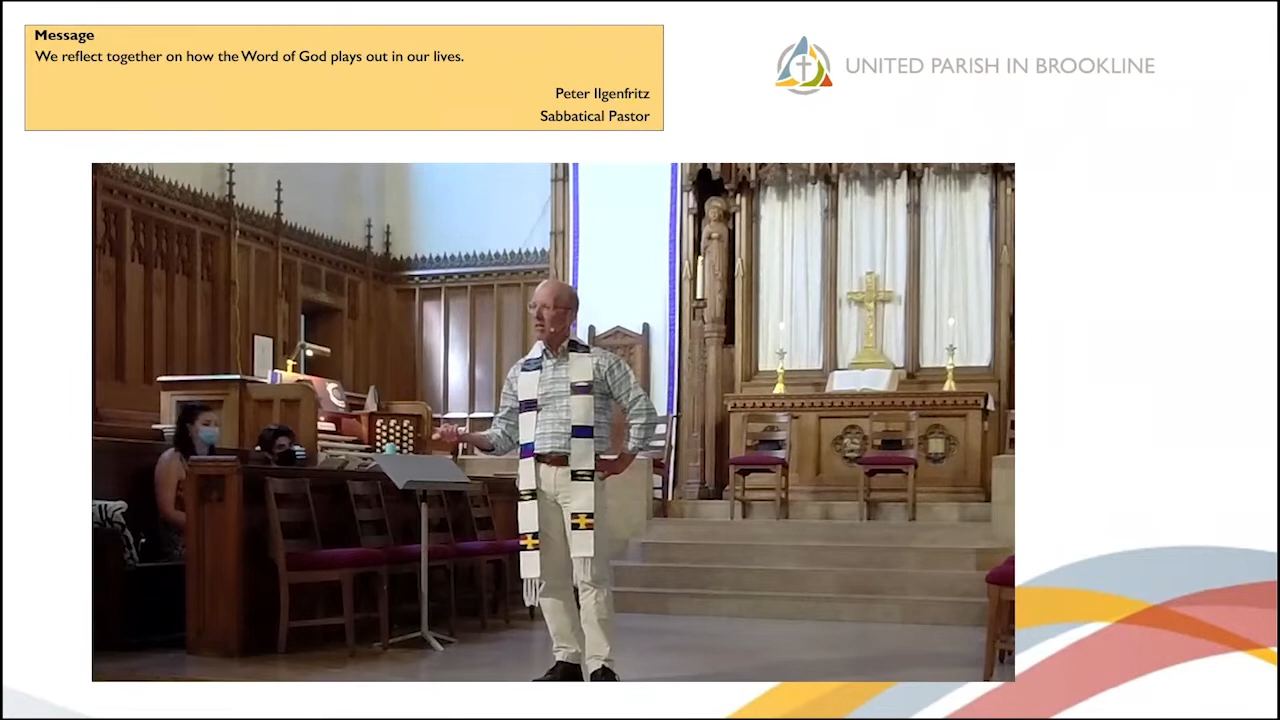 Message
We reflect together on how the Word of God plays out in our lives.
Peter Ilgenfritz
Sabbatical Pastor
UNITED PARISH IN BROOKLINE